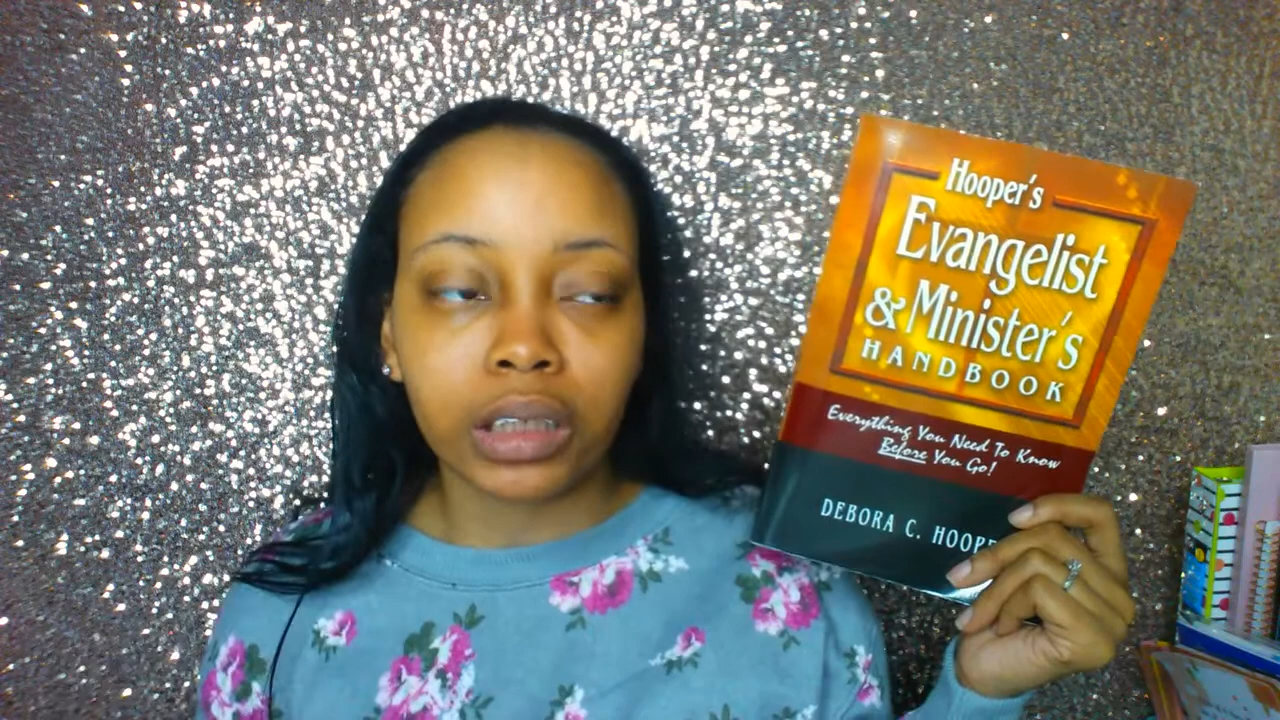 Hooper's
Evangelist
& Minister's
HANDBOOK
Everything You Need To Know
Before You Go!
DEBORA C. HOOPE